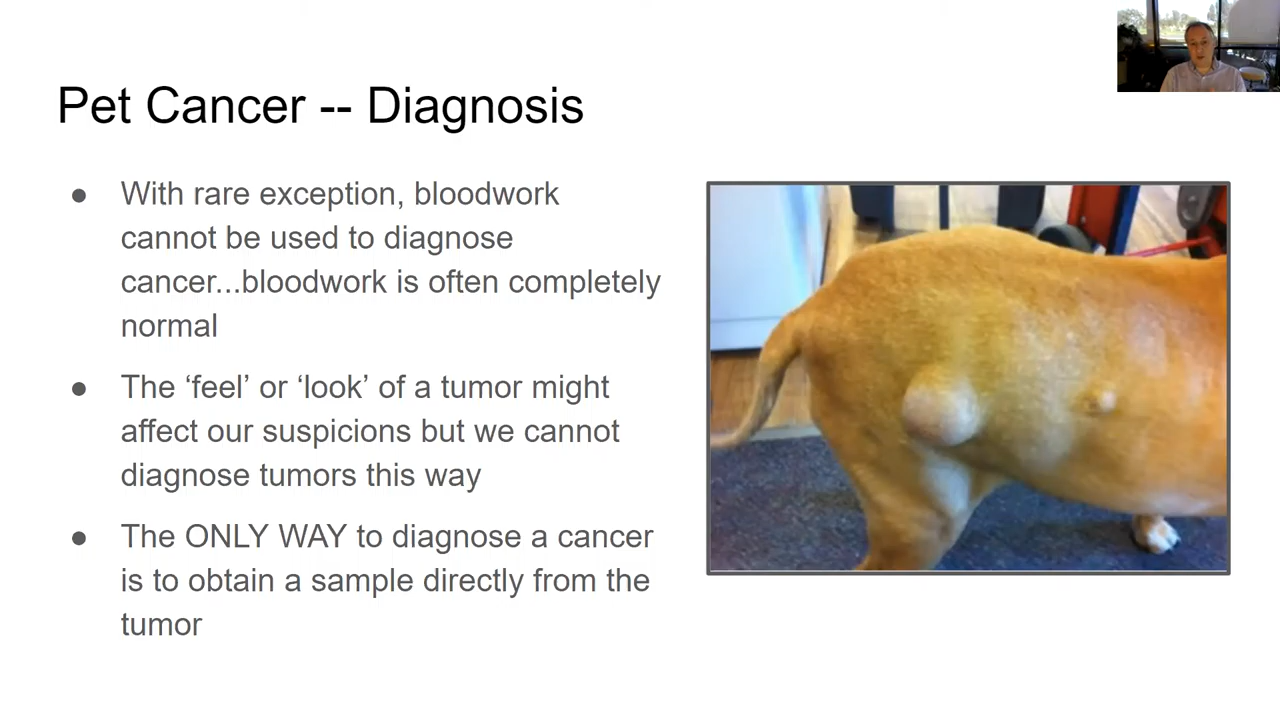 Pet Cancer -- Diagnosis
● With rare exception, bloodwork
cannot be used to diagnose
cancer...bloodwork is often completely
normal
● The ‘feel’ or ‘look’ of a tumor might
affect our suspicions but we cannot
diagnose tumors this way
● The ONLY WAY to diagnose a cancer
is to obtain a sample directly from the
tumor